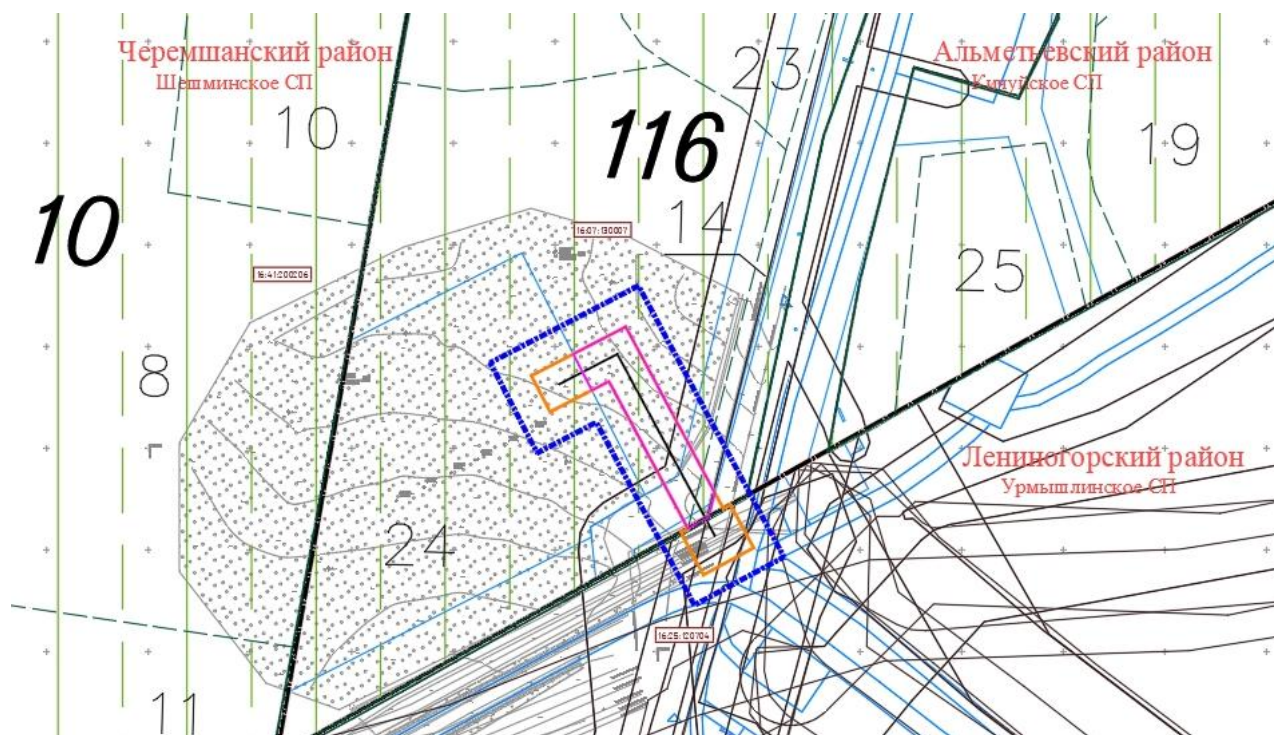 Черемшанский район
Шешминское СП
Альметьевский район
Кичуйское СП
23
10
116
19
10
14
16:07:130007
25
16:41:200206
8
Г
Лениногорский район
Урмышлинское СП
24
16:25:120704
Г
11